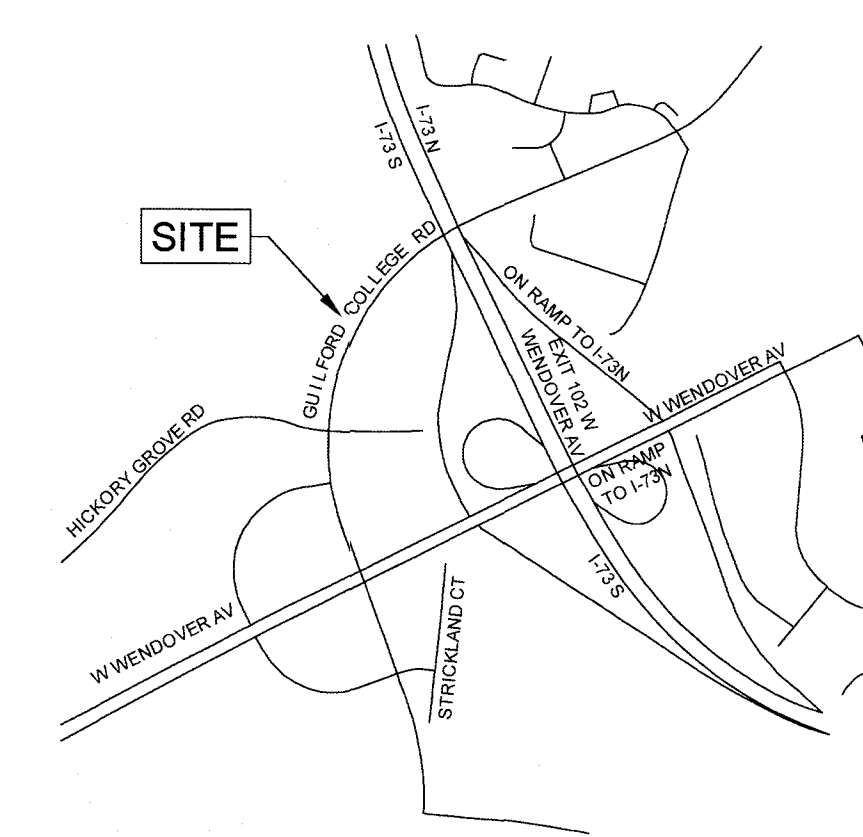 I-73 N
I-73 S
SITE
GUILFORD COLLEGE RD
ON RAMP TO I-73N
EXIT 102 W
WENDOVER AV
W WENDOVER AV
HICKORY GROVE RD
ON RAMP
TO I-73N
I-73 S
W WENDOVER AV
STRICKLAND CT